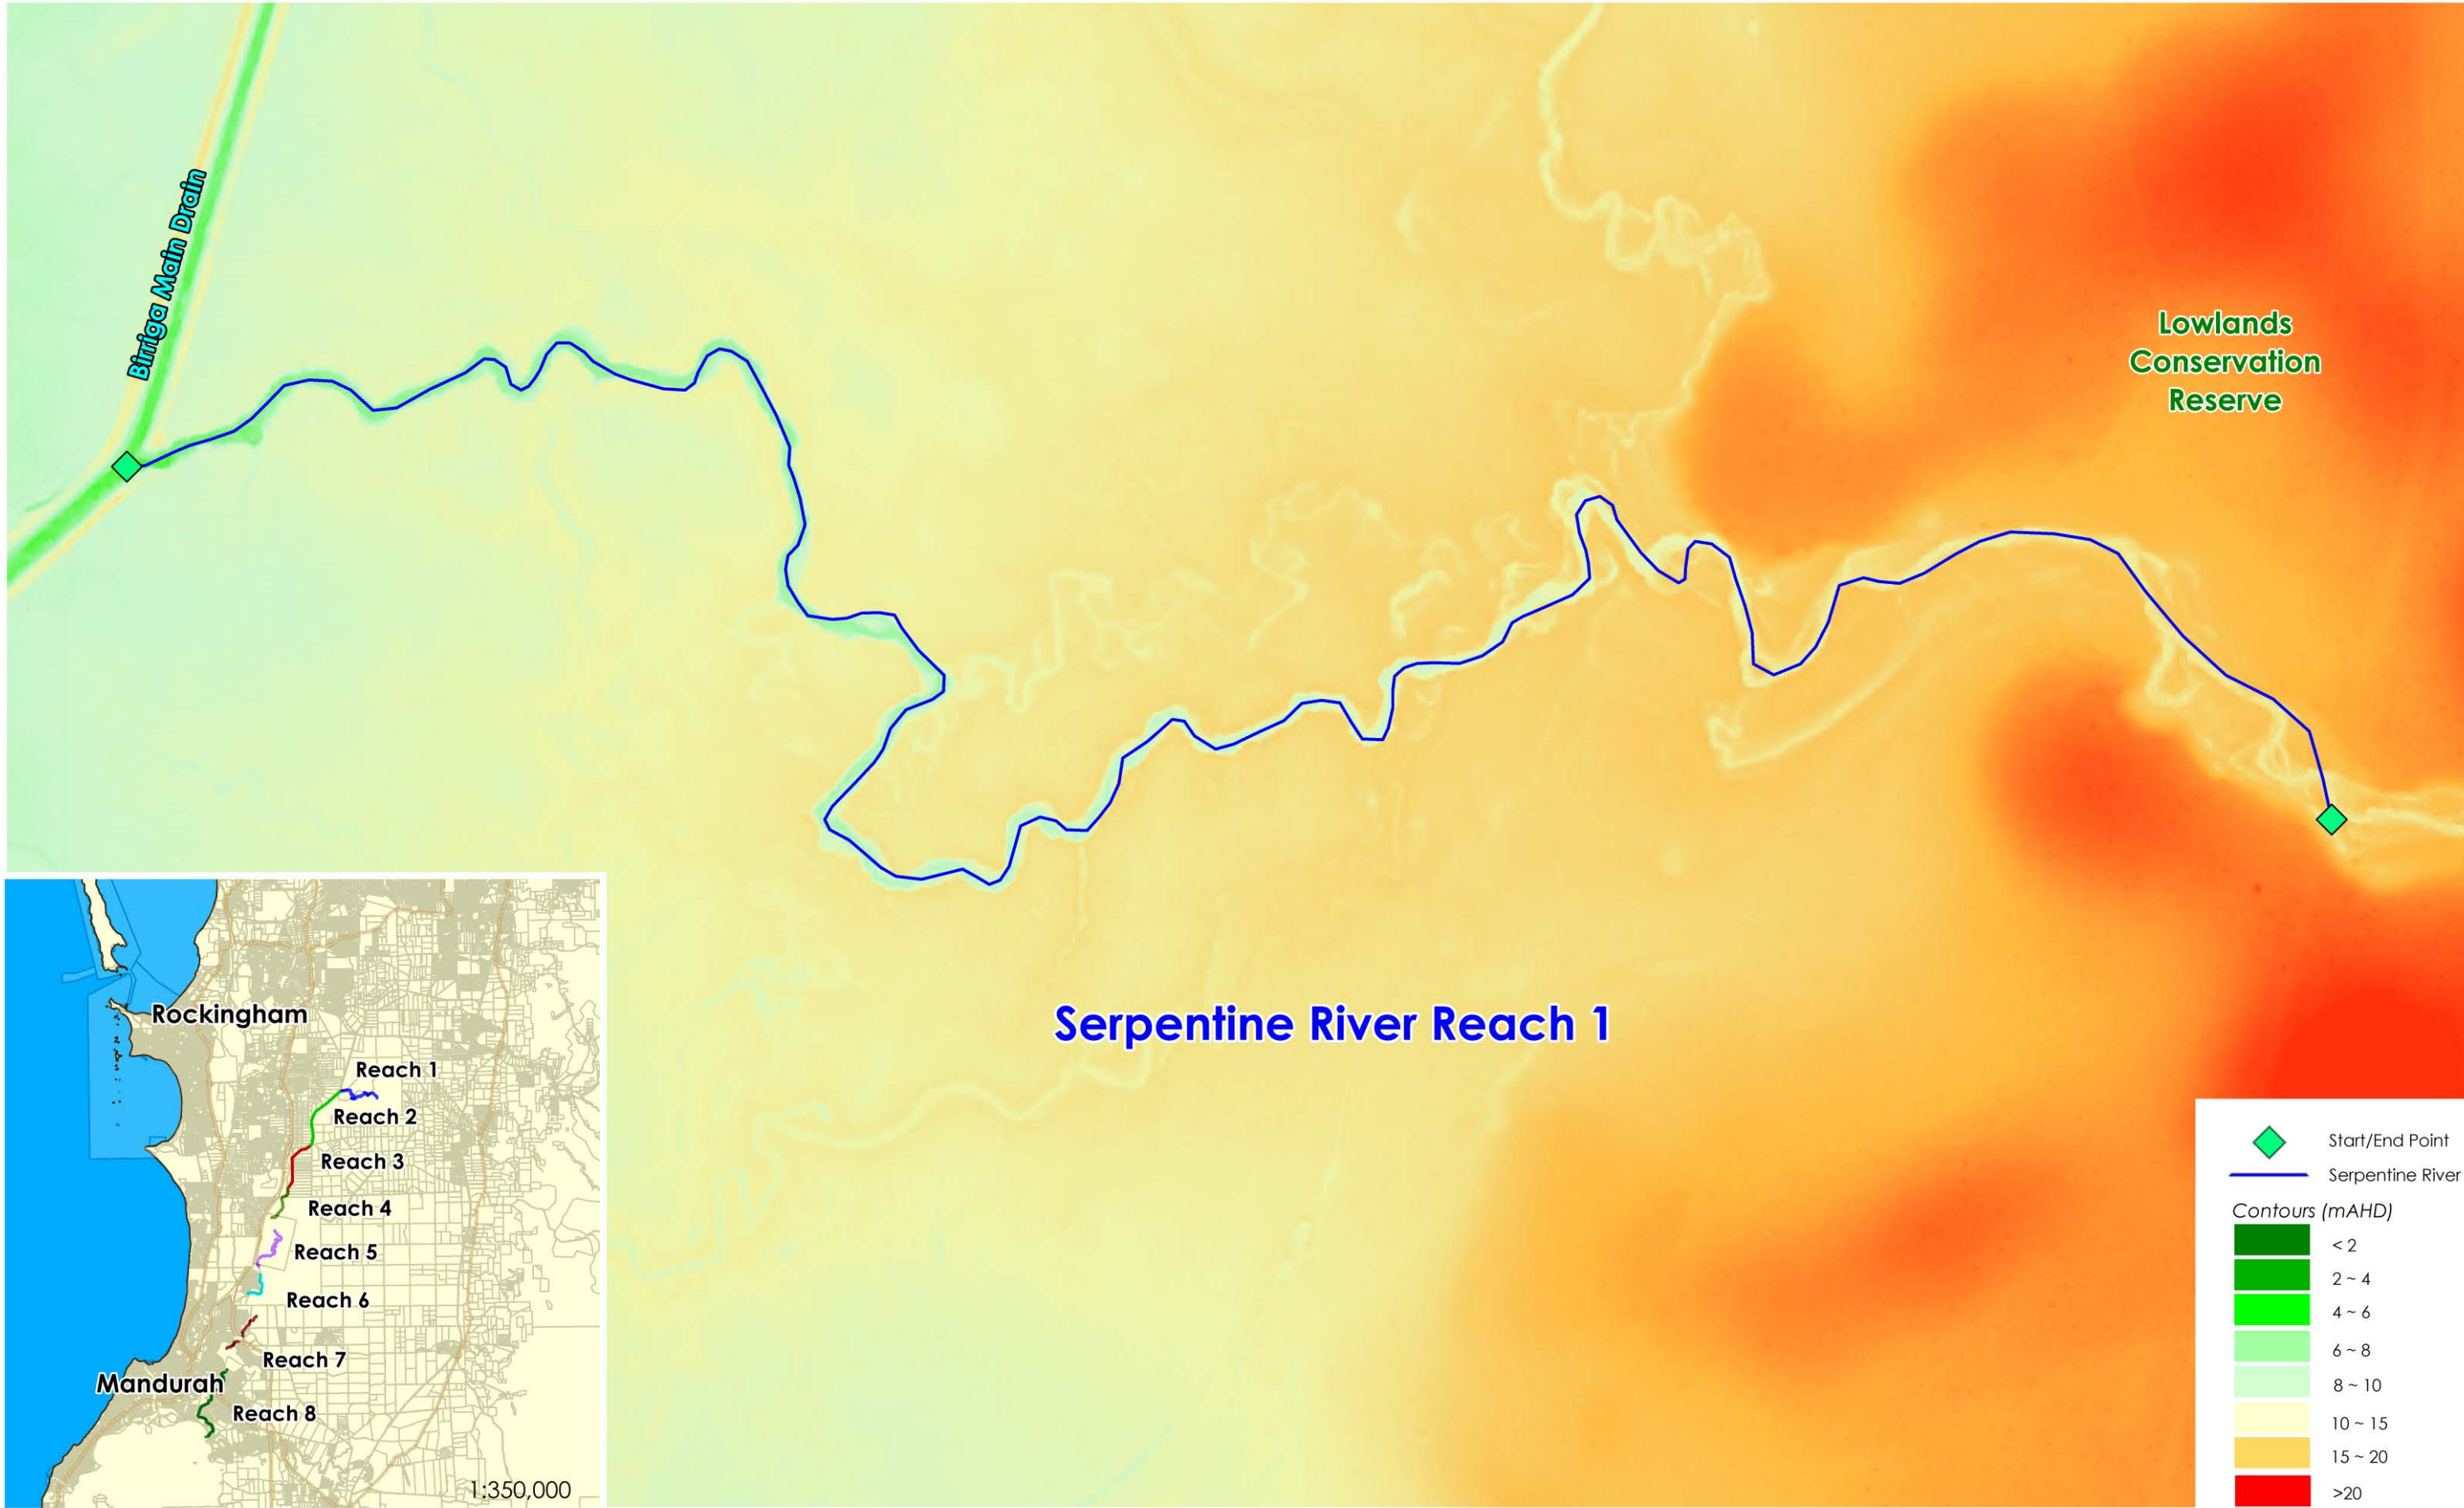 Birriga Main Drain
Lowlands
Conservation
Reserve
Serpentine River Reach 1
Rockingham
Reach 1
Reach 2
Reach 3
Reach 4
Reach 5
Reach 6
Reach 7
Mandurah
Reach 8
1:350,000
Start/End Point
Serpentine River
Contours (mAHD)
< 2
2 ~ 4
4 ~ 6
6 ~ 8
8 ~ 10
10 ~ 15
15 ~ 20
>20